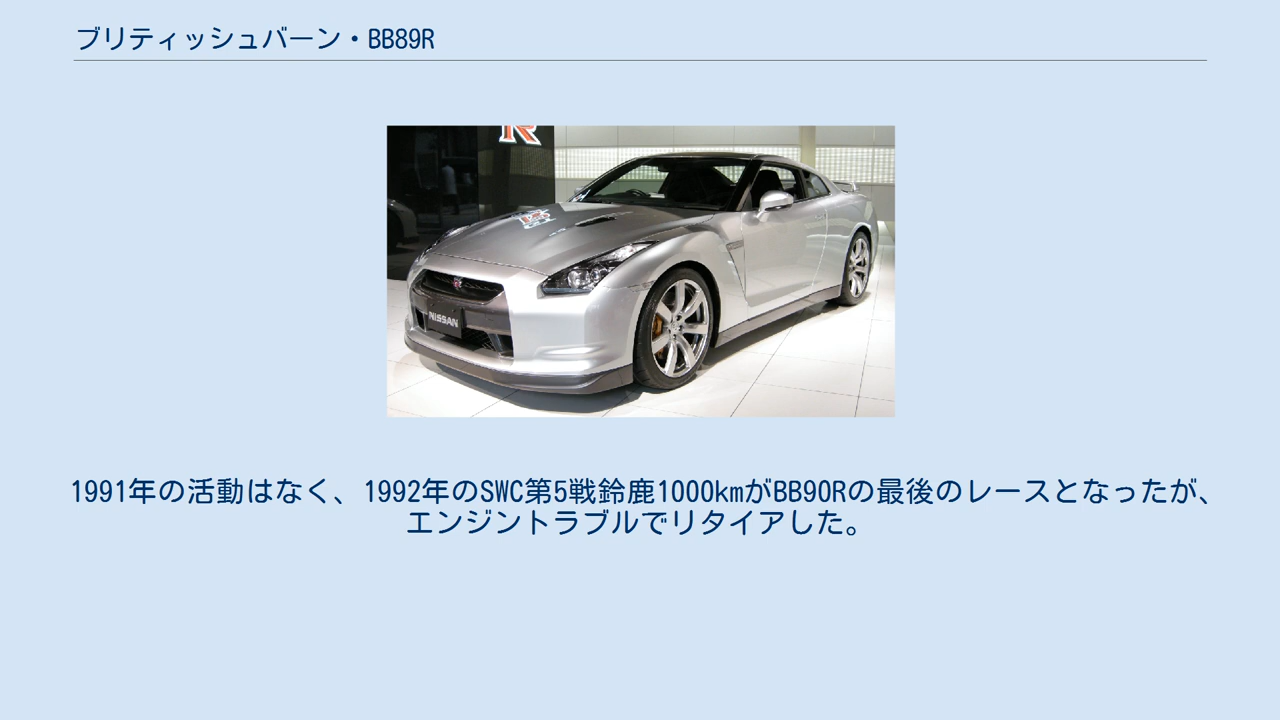 ブリティッシュバーン・BB89R
R
NISSAN
1991年の活動はなく、1992年のSWC第5戦鈴鹿1000kmがBB90Rの最後のレースとなったが、
エンジントラブルでリタイアした。